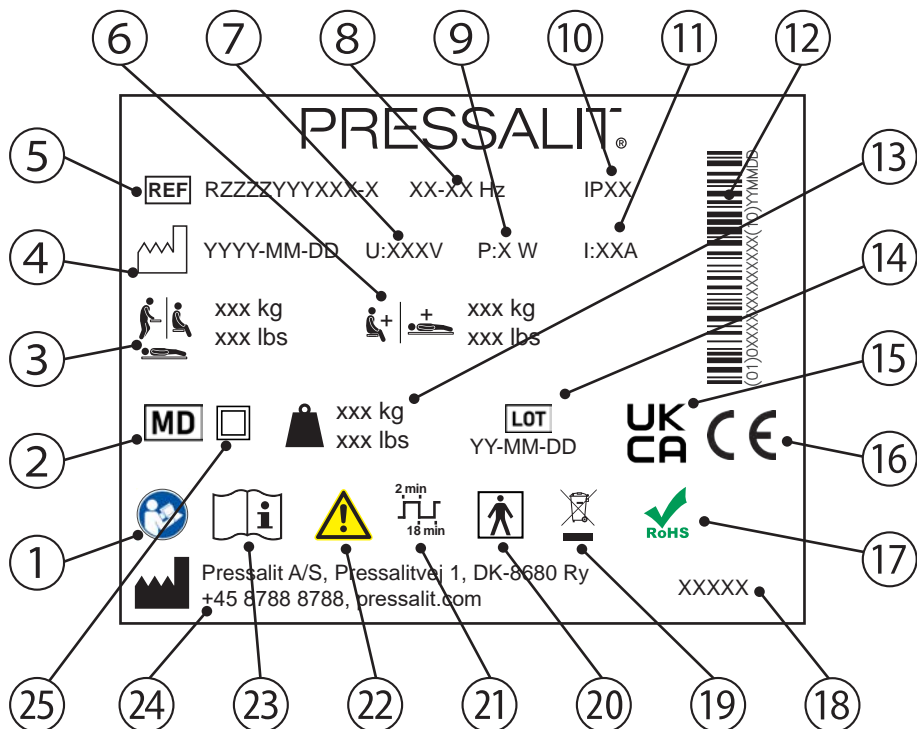 6 7 8 9 10 11 12
PRESSALIT®
5 REF RZZZZYYYXXX-X XX-XX Hz IPXX 13
4 YYYY-MM-DD U:XXXV P:X W I:XXA 14
xxx kg xxx kg
3 xxx lbs xxx lbs
(01)0XXXXXXXXXXXXX(10)YYMMDD
15
2 MD xxx kg LOT UK CA CE 16
xxx lbs YY-MM-DD
2 min
18 min
1 i RoHS 17
Pressalit A/S, Pressalitvej 1, DK-8680 Ry
+45 8788 8788, pressalit.com XXXXX
25 24 23 22 21 20 19 18